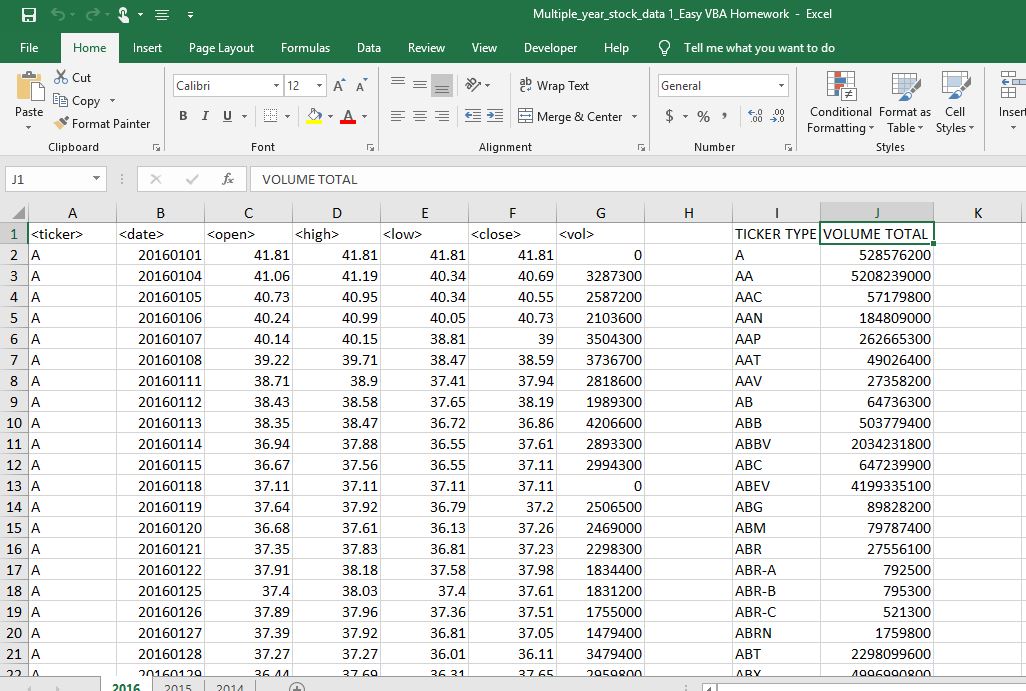 Multiple_year_stock_data 1_Easy VBA Homework - Excel
File Home Insert Page Layout Formulas Data Review View Developer Help Tell me what you want to do
Paste Cut Copy Format Painter
Calibri 12 A A
B I U A
ab Wrap Text
Merge & Center
General
$ % , .00 .0
Conditional Formatting Format as Table Cell Styles Insert
Clipboard Font Alignment Number Styles
J1 fx VOLUME TOTAL
A B C D E F G H I J K
1 <ticker> <date> <open> <high> <low> <close> <vol> TICKER TYPE VOLUME TOTAL
2 A 20160101 41.81 41.81 41.81 41.81 0 A 528576200
3 A 20160104 41.06 41.19 40.34 40.69 3287300 AA 5208239000
4 A 20160105 40.73 40.95 40.34 40.55 2587200 AAC 57179800
5 A 20160106 40.24 40.99 40.05 40.73 2103600 AAN 184809000
6 A 20160107 40.14 40.15 38.81 39 3504300 AAP 262665300
7 A 20160108 39.22 39.71 38.47 38.59 3736700 AAT 49026400
8 A 20160111 38.71 38.9 37.41 37.94 2818600 AAV 27358200
9 A 20160112 38.43 38.58 37.65 38.19 1989300 AB 64736300
10 A 20160113 38.35 38.47 36.72 36.86 4206600 ABB 503779400
11 A 20160114 36.94 37.88 36.55 37.61 2893300 ABBV 2034231800
12 A 20160115 36.67 37.56 36.55 37.11 2994300 ABC 647239900
13 A 20160118 37.11 37.11 37.11 37.11 0 ABEV 4199335100
14 A 20160119 37.64 37.92 36.79 37.2 2506500 ABG 89828200
15 A 20160120 36.68 37.61 36.13 37.26 2469000 ABM 79787400
16 A 20160121 37.35 37.83 36.81 37.23 2298300 ABR 27556100
17 A 20160122 37.91 38.18 37.58 37.98 1834400 ABR-A 792500
18 A 20160125 37.4 38.03 37.4 37.61 1831200 ABR-B 795300
19 A 20160126 37.89 37.96 37.36 37.51 1755000 ABR-C 521300
20 A 20160127 37.39 37.92 36.81 37.05 1479400 ABRN 1759800
21 A 20160128 37.27 37.27 36.01 36.11 3479400 ABT 2298099600
22 A 20160129 36.44 37.69 36.31 37.65 2959800 ABX 4996990800
2016 2015 2014